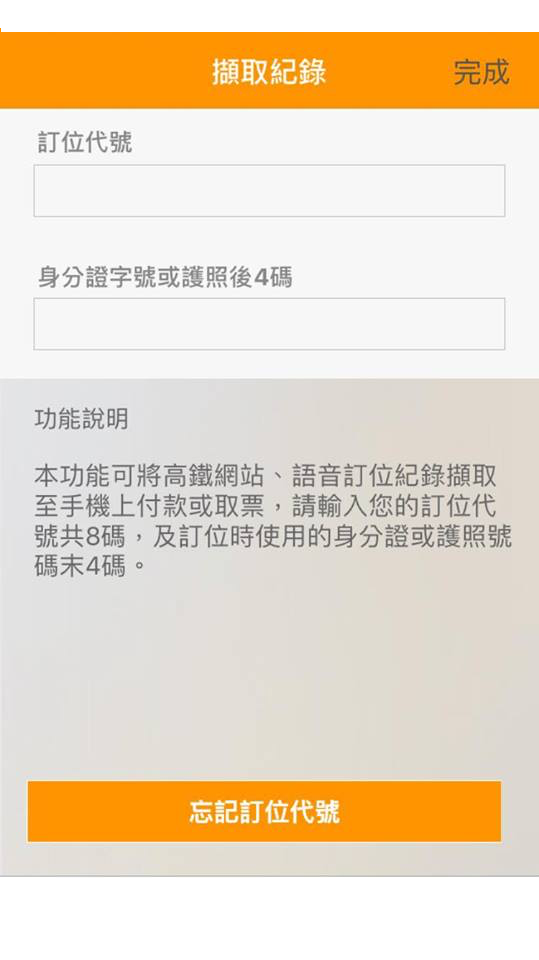 擷取紀錄 完成
訂位代號
身分證字號或護照後4碼
功能說明
本功能可將高鐵網站、語音訂位紀錄擷取
至手機上付款或取票，請輸入您的訂位代
號共8碼，及訂位時使用的身分證或護照號
碼末4碼。
忘記訂位代號